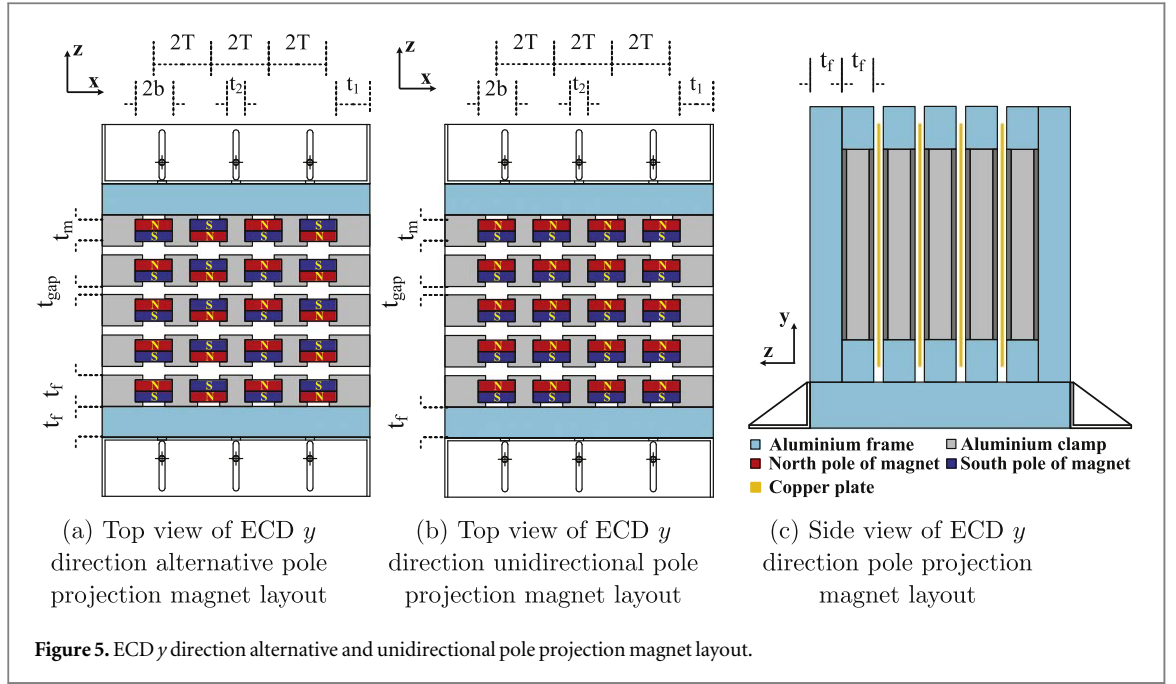 2T 2T 2T
z
x
2b t2 t1
N S N S
S N S N
tm
N S N S
S N S N
tgap
N S N S
S N S N
N S N S
S N S N
tf
N S N S
S N S N
tf
2T 2T 2T
z
x
2b t2 t1
N N N N
S S S S
tm
N N N N
S S S S
tgap
N N N N
S S S S
N N N N
S S S S
N N N N
S S S S
tf
tf tf
y
z
Aluminium frame Aluminium clamp
North pole of magnet South pole of magnet
Copper plate
(a) Top view of ECD y
direction alternative pole
projection magnet layout
(b) Top view of ECD y
direction unidirectional pole
projection magnet layout
(c) Side view of ECD y
direction pole projection
magnet layout
Figure 5. ECD y direction alternative and unidirectional pole projection magnet layout.